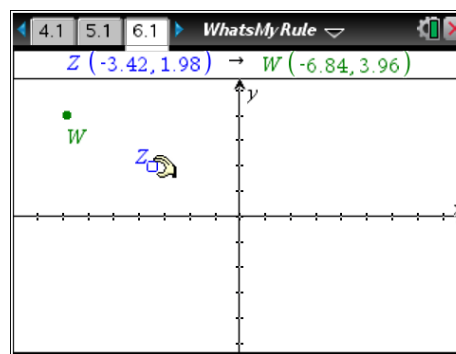 4.1 5.1 6.1 WhatsMyRule
Z (-3.42,1.98) → W (-6.84,3.96)
y
W
Z